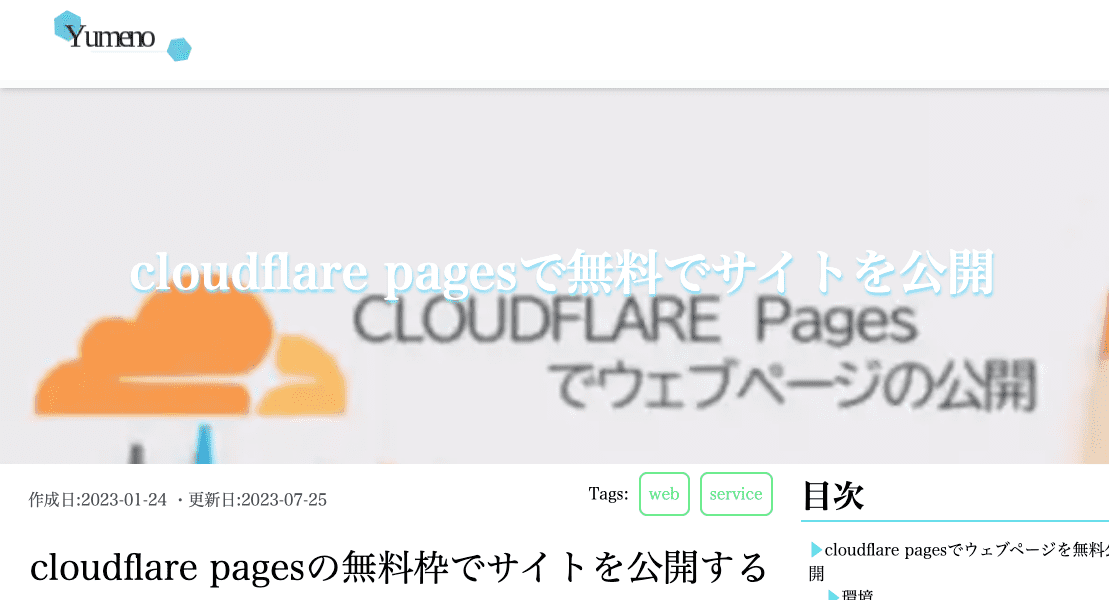 Yumeno
cloudflare pagesで無料でサイトを公開
CLOUDFLARE Pages
でウェブページの公開
作成日:2023-01-24 ・更新日:2023-07-25
Tags: web service
cloudflare pagesの無料枠でサイトを公開する
目次
cloudflare pagesでウェブページを無料公
開
環境